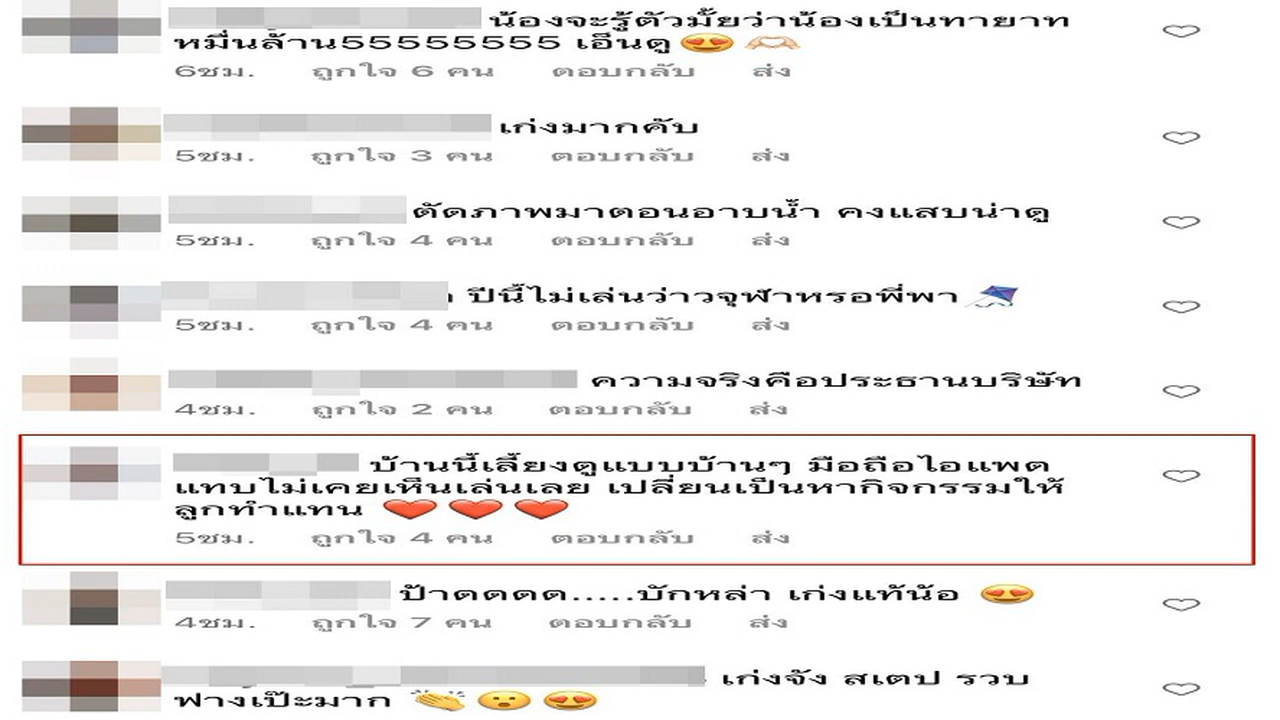 น้องจะรู้ตัวมั้ยว่าน้องเป็นทายาท
หมื่นล้าน55555555 เอ็นดู 😍 🫶🏻
6ชม. ถูกใจ 6 คน ตอบกลับ ส่ง
เก่งมากคับ
5ชม. ถูกใจ 3 คน ตอบกลับ ส่ง
ตัดภาพมาตอนอาบน้ำ คงแสบน่าดู
5ชม. ถูกใจ 4 คน ตอบกลับ ส่ง
ปีนี้ไม่เล่นว่าวจุฬาหรอพี่พา 🪁
5ชม. ถูกใจ 4 คน ตอบกลับ ส่ง
ความจริงคือประธานบริษัท
4ชม. ถูกใจ 2 คน ตอบกลับ ส่ง
บ้านนี้เลี้ยงดูแบบบ้านๆ มือถือไอแพด
แทบไม่เคยเห็นเล่นเลย เปลี่ยนเป็นหากิจกรรมให้
ลูกทำแทน ❤️ ❤️ ❤️
5ชม. ถูกใจ 4 คน ตอบกลับ ส่ง
ป้าดดดด.....บักหล่า เก่งแท้น้อ 😍
4ชม. ถูกใจ 7 คน ตอบกลับ ส่ง
เก่งจัง สเตป รวบ
ฟางเป๊ะมาก 👏🏻 😮 😍